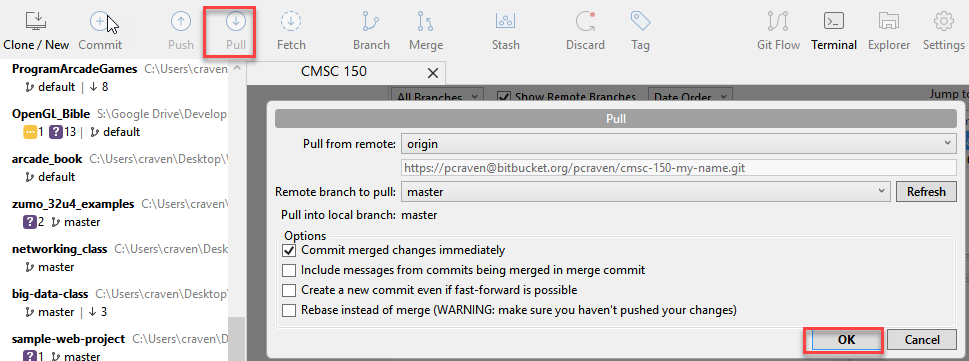 Clone / New Commit Push Pull Fetch Branch Merge Stash Discard Tag Git Flow Terminal Explorer Settings
ProgramArcadeGames C:\Users\craven
default | 8
OpenGL_Bible S:\Google Drive\Develop
1 ? 13 | default
arcade_book C:\Users\craven\Desktop\
default
zumo_32u4_examples C:\Users\craven
? 2 | master
networking_class C:\Users\craven\Desk
master
big-data-class C:\Users\craven\Deskto
master | 3
sample-web-project C:\Users\craven
? 1 | master
CMSC 150
All Branches Show Remote Branches Date Order Jump to
Pull
Pull from remote: origin
https://pcraven@bitbucket.org/pcraven/cmsc-150-my-name.git
Remote branch to pull: master Refresh
Pull into local branch: master
Options
Commit merged changes immediately
Include messages from commits being merged in merge commit
Create a new commit even if fast-forward is possible
Rebase instead of merge (WARNING: make sure you haven't pushed your changes)
OK Cancel